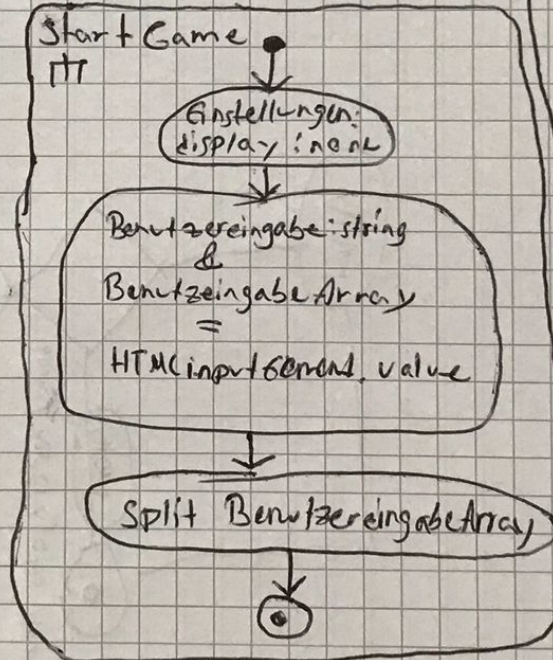 Start Game
Einstellungen:
display: none
Benutzereingabe: string
&
BenutzeingabeArray
=
HTMLinputElement.value
Split BenutzereingabeArray